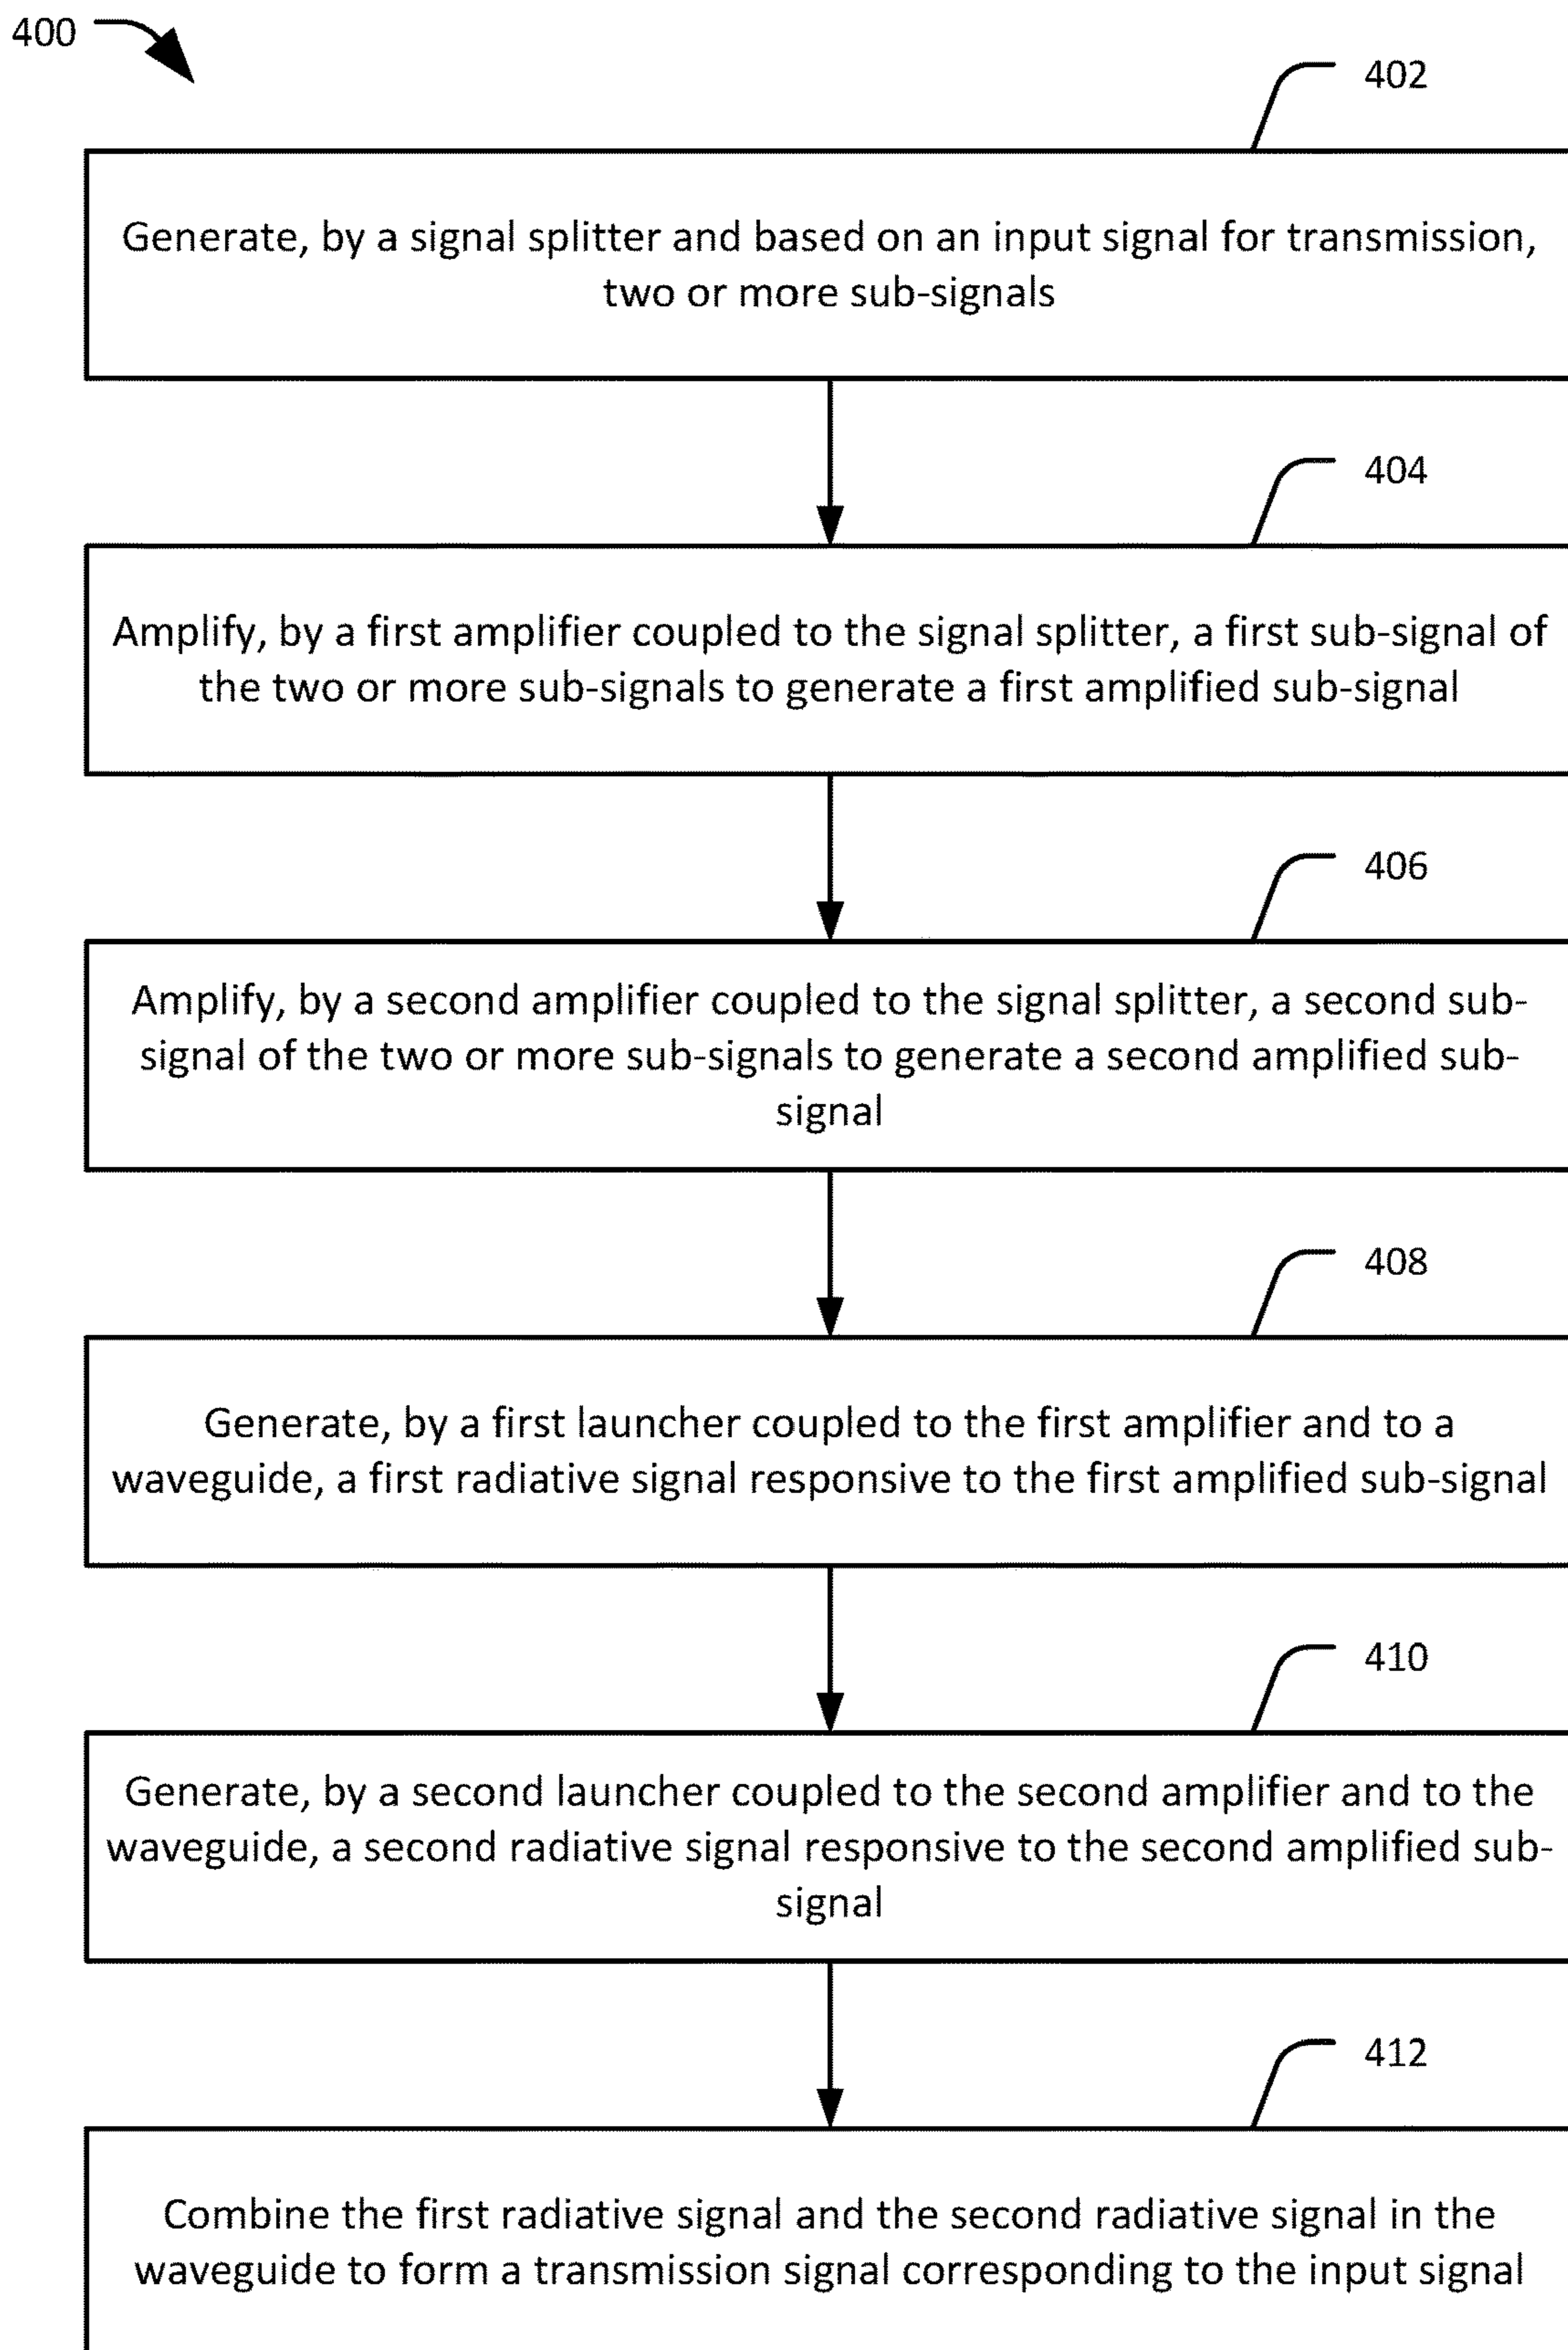 400
402
Generate, by a signal splitter and based on an input signal for transmission,
two or more sub-signals
404
Amplify, by a first amplifier coupled to the signal splitter, a first sub-signal of
the two or more sub-signals to generate a first amplified sub-signal
406
Amplify, by a second amplifier coupled to the signal splitter, a second sub-
signal of the two or more sub-signals to generate a second amplified sub-
signal
408
Generate, by a first launcher coupled to the first amplifier and to a
waveguide, a first radiative signal responsive to the first amplified sub-signal
410
Generate, by a second launcher coupled to the second amplifier and to the
waveguide, a second radiative signal responsive to the second amplified sub-
signal
412
Combine the first radiative signal and the second radiative signal in the
waveguide to form a transmission signal corresponding to the input signal